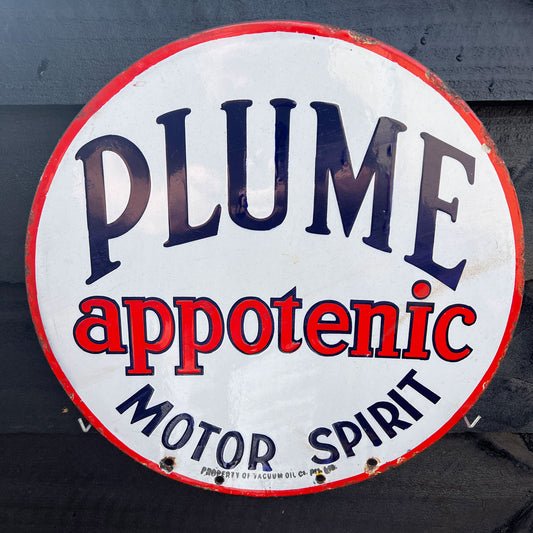 PLUME
appotenic
MOTOR SPIRIT
PROPERTY OF VACUUM OIL CO. PTY. LTD.